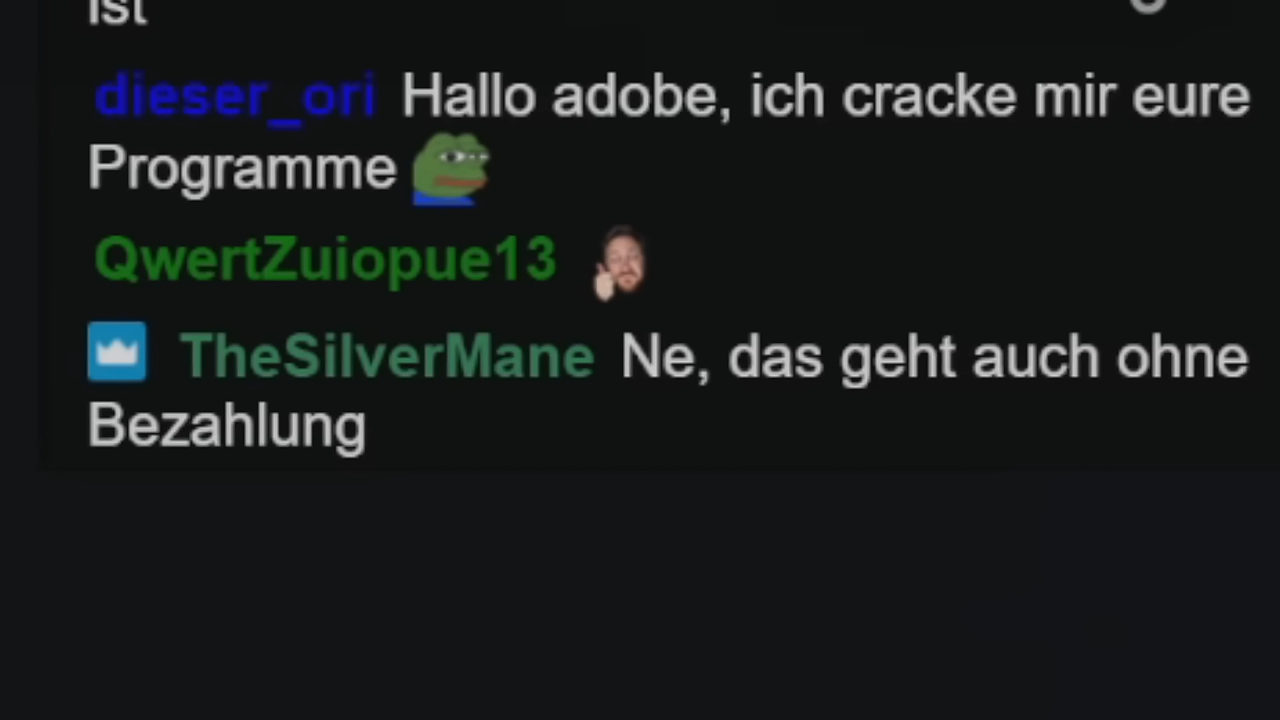 ist
dieser_ori Hallo adobe, ich cracke mir eure
Programme
QwertZuiopue13
TheSilverMane Ne, das geht auch ohne
Bezahlung